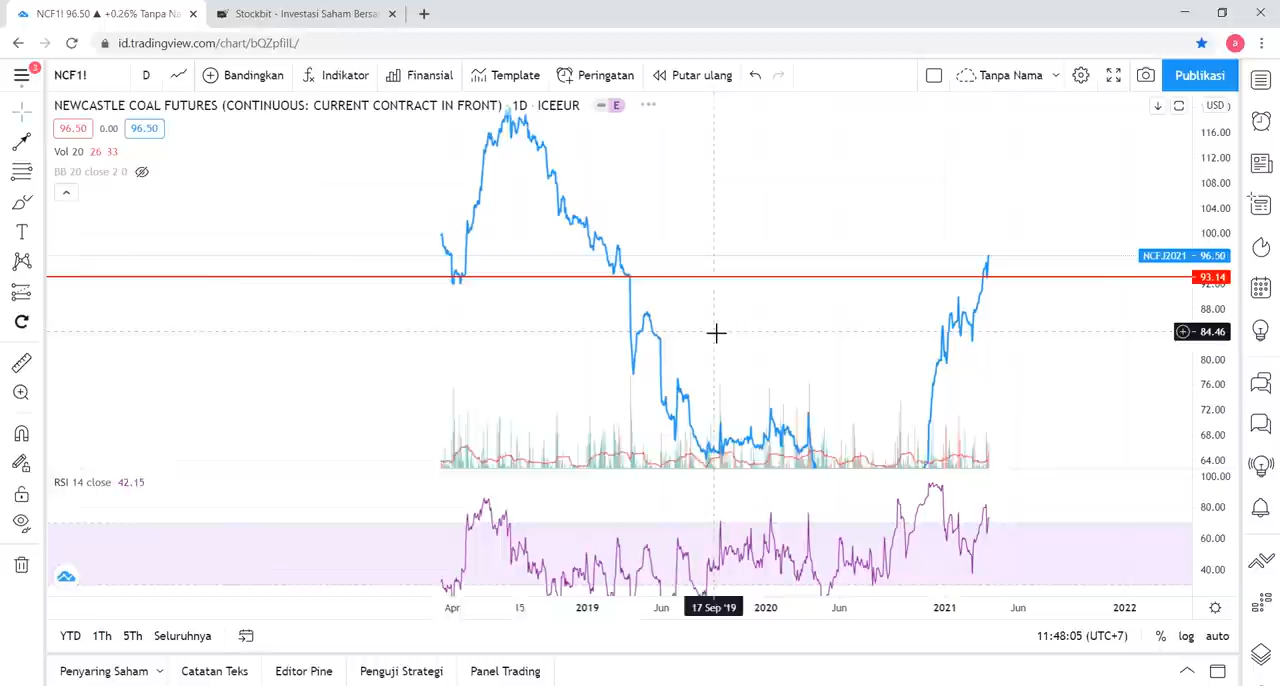 NCF1! 96.50 ▲ +0.26% Tanpa Na
Stockbit - Investasi Saham Bersa
id.tradingview.com/chart/bQZpfiIL/
a
3
NCF1!
D
Bandingkan
Indikator
Finansial
Template
Peringatan
Putar ulang
Tanpa Nama
Publikasi
NEWCASTLE COAL FUTURES (CONTINUOUS: CURRENT CONTRACT IN FRONT) · 1D · ICEEUR
E
USD
96.50 0.00 96.50
Vol 20 26 33
BB 20 close 2 0
116.00
112.00
108.00
104.00
100.00
NCFJ2021 - 96.50
93.14
92.00
88.00
84.46
80.00
76.00
72.00
68.00
64.00
RSI 14 close 42.15
100.00
80.00
60.00
40.00
Apr 15 2019 Jun 17 Sep '19 2020 Jun 2021 Jun 2022
YTD 1Th 5Th Seluruhnya
11:48:05 (UTC+7) % log auto
Penyaring Saham
Catatan Teks
Editor Pine
Penguji Strategi
Panel Trading